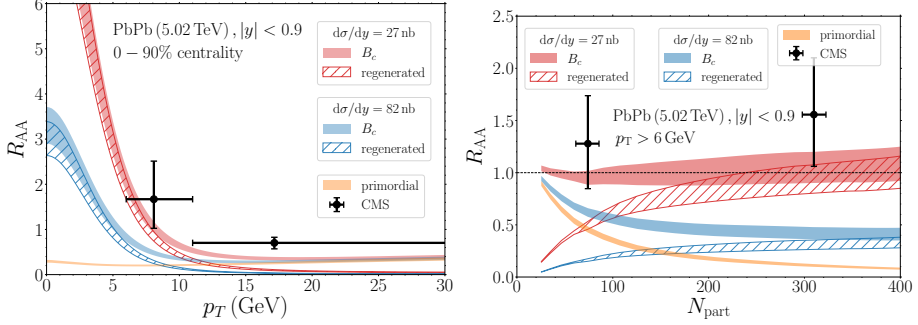 6
5
4
3
2
1
0
R_AA
0
5
10
15
20
25
30
p_T (GeV)
PbPb (5.02 TeV) , |y| < 0.9
0 − 90% centrality
dσ/dy = 27 nb
B_c
regenerated
dσ/dy = 82 nb
B_c
regenerated
primordial
CMS
2.5
2.0
1.5
1.0
0.5
0.0
R_AA
0
100
200
300
400
N_part
dσ/dy = 27 nb
B_c
regenerated
dσ/dy = 82 nb
B_c
regenerated
primordial
CMS
PbPb (5.02 TeV) , |y| < 0.9
p_T > 6 GeV